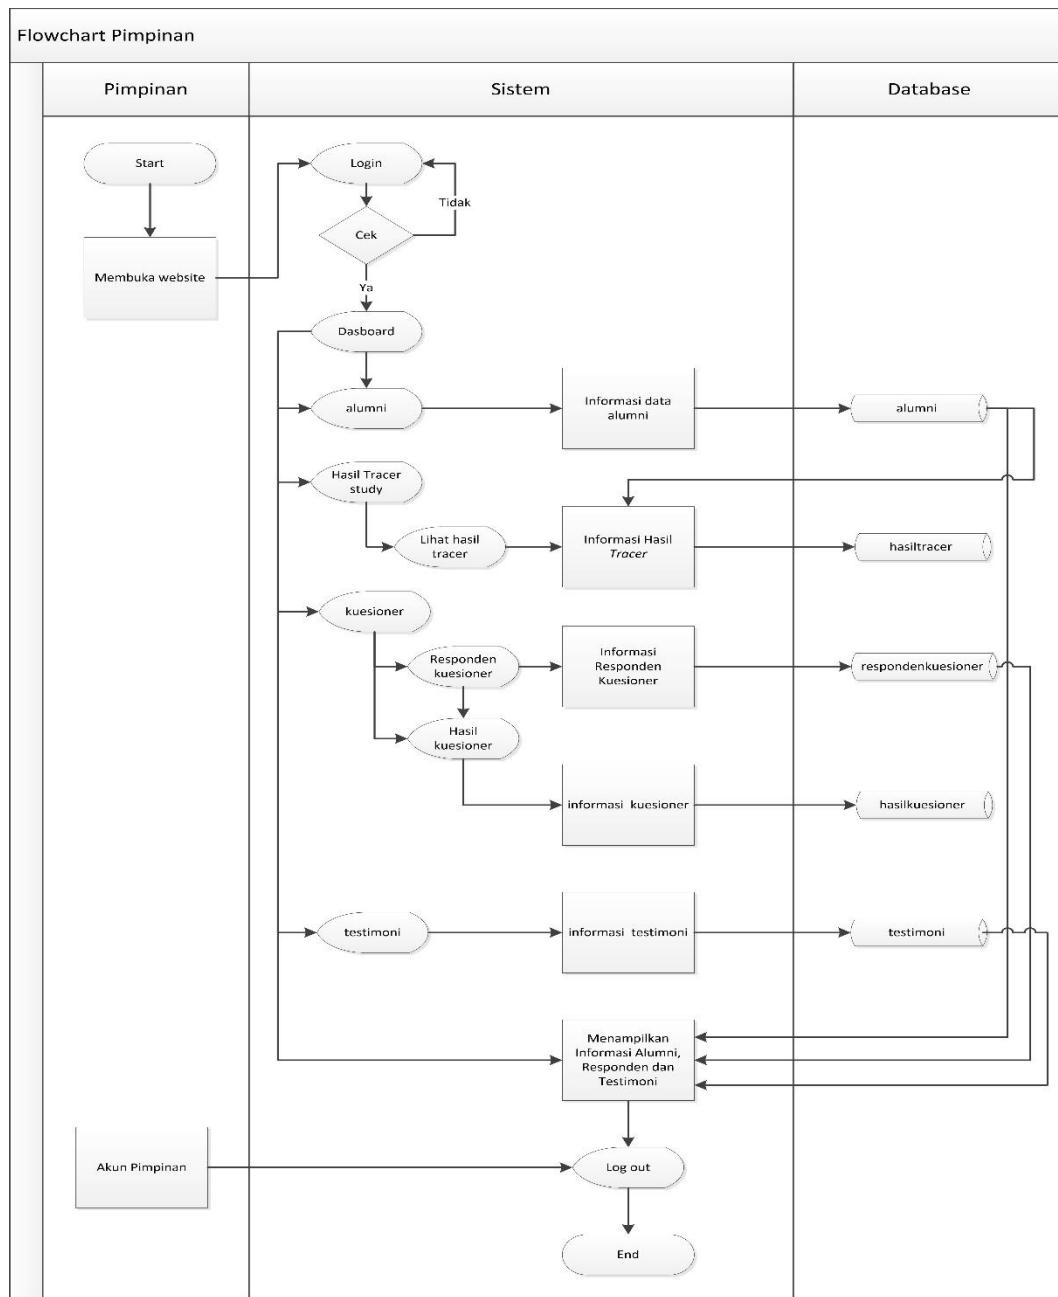 Flowchart Pimpinan
Pimpinan
Sistem
Database
Start
Login
Tidak
Cek
Membuka website
Ya
Dasboard
alumni
Informasi data
alumni
alumni
Hasil Tracer
study
Lihat hasil
tracer
Informasi Hasil
Tracer
hasiltracer
kuesioner
Responden
kuesioner
Informasi
Responden
Kuesioner
respondenkuesioner
Hasil
kuesioner
informasi kuesioner
hasilkuesioner
testimoni
informasi testimoni
testimoni
Menampilkan
Informasi Alumni,
Responden dan
Testimoni
Akun Pimpinan
Log out
End